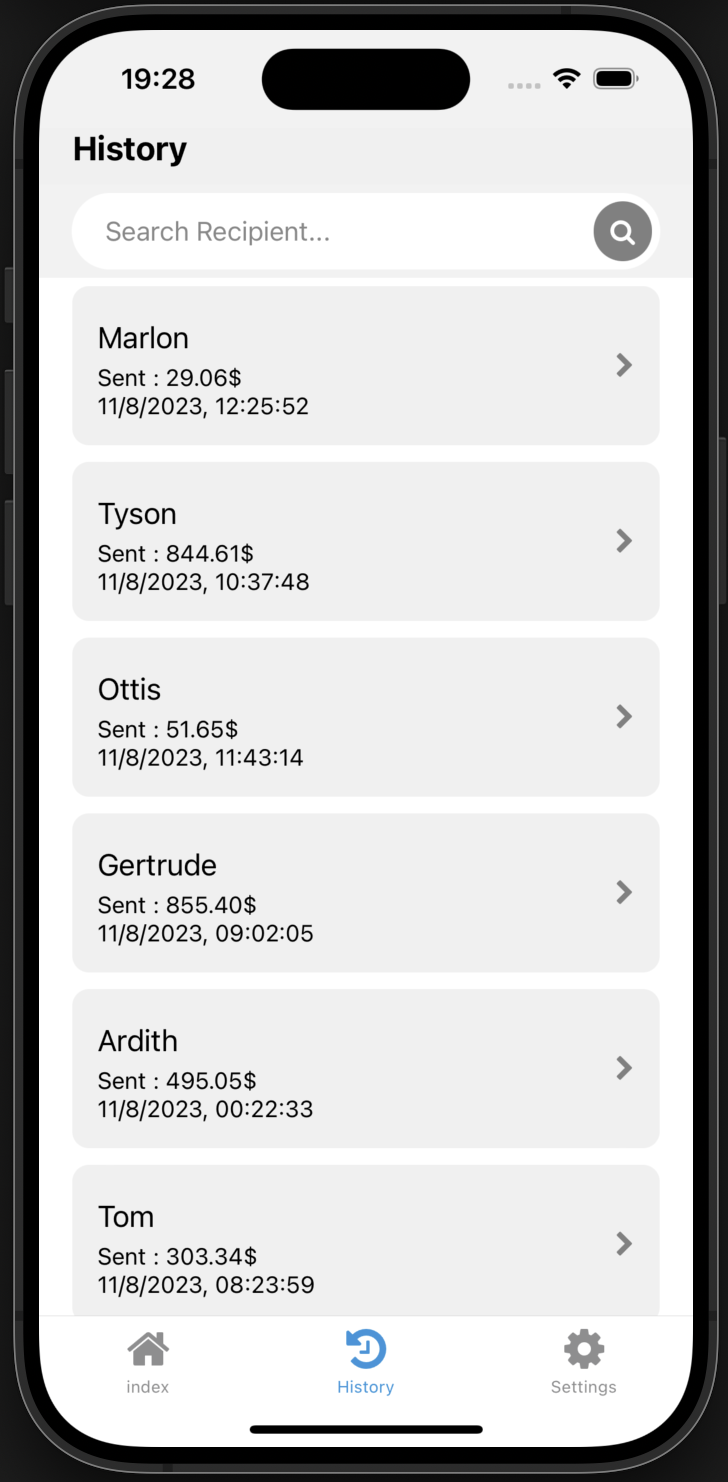 19:28
History
Search Recipient...
Marlon
Sent : 29.06$
11/8/2023, 12:25:52
Tyson
Sent : 844.61$
11/8/2023, 10:37:48
Ottis
Sent : 51.65$
11/8/2023, 11:43:14
Gertrude
Sent : 855.40$
11/8/2023, 09:02:05
Ardith
Sent : 495.05$
11/8/2023, 00:22:33
Tom
Sent : 303.34$
11/8/2023, 08:23:59
index
History
Settings